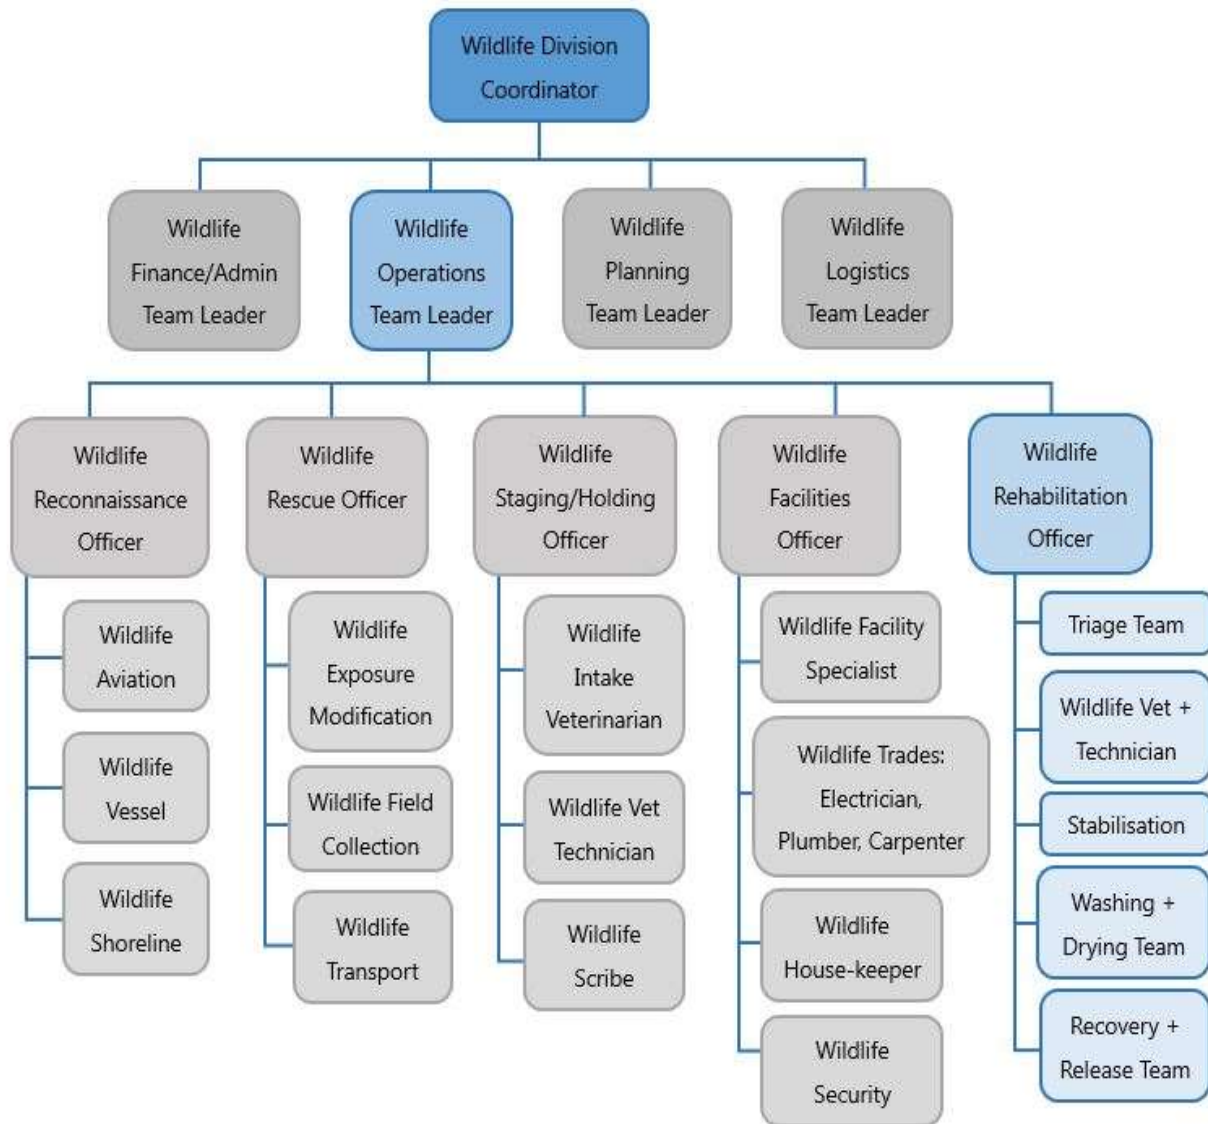 Wildlife Division
Coordinator
Wildlife
Finance/Admin
Team Leader
Wildlife
Operations
Team Leader
Wildlife
Planning
Team Leader
Wildlife
Logistics
Team Leader
Wildlife
Reconnaissance
Officer
Wildlife
Rescue Officer
Wildlife
Staging/Holding
Officer
Wildlife
Facilities
Officer
Wildlife
Rehabilitation
Officer
Wildlife
Aviation
Wildlife
Vessel
Wildlife
Shoreline
Wildlife
Exposure
Modification
Wildlife Field
Collection
Wildlife
Transport
Wildlife
Intake
Veterinarian
Wildlife Vet
Technician
Wildlife
Scribe
Wildlife Facility
Specialist
Wildlife Trades:
Electrician,
Plumber, Carpenter
Wildlife
House-keeper
Wildlife
Security
Triage Team
Wildlife Vet +
Technician
Stabilisation
Washing +
Drying Team
Recovery +
Release Team